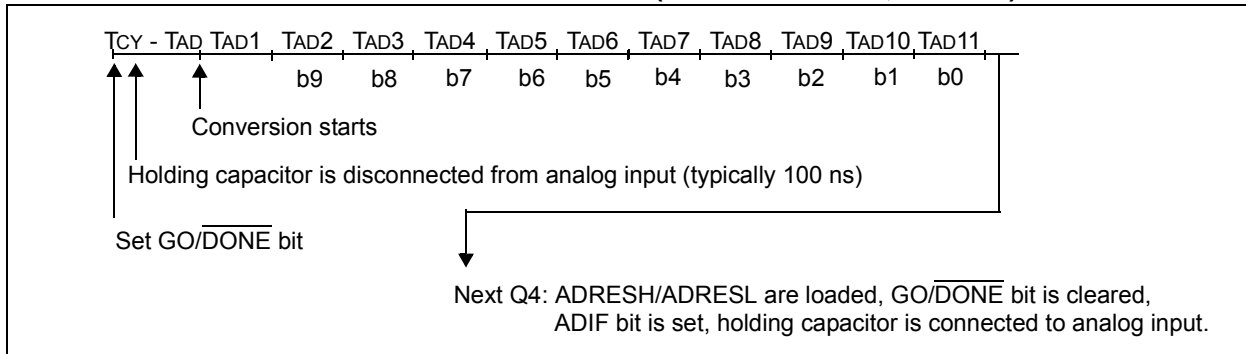 TCY - TAD TAD1 TAD2 TAD3 TAD4 TAD5 TAD6 TAD7 TAD8 TAD9 TAD10 TAD11
b9 b8 b7 b6 b5 b4 b3 b2 b1 b0
Conversion starts
Holding capacitor is disconnected from analog input (typically 100 ns)
Set GO/DONE bit
Next Q4: ADRESH/ADRESL are loaded, GO/DONE bit is cleared,
ADIF bit is set, holding capacitor is connected to analog input.